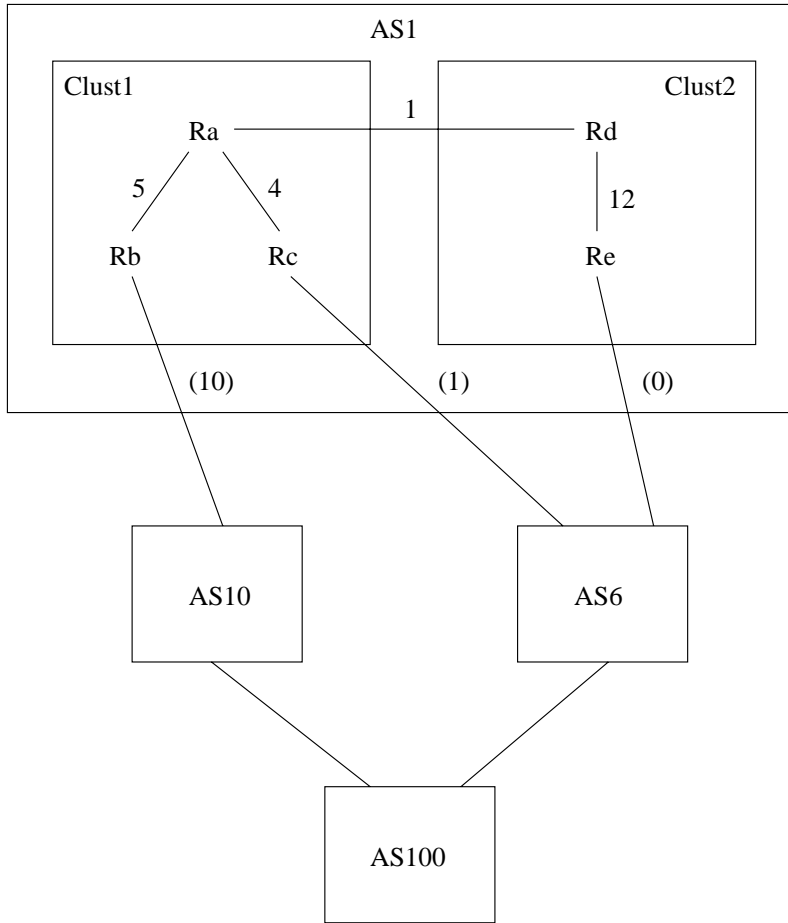 AS1
Clust1
Clust2
1
Ra
Rd
5
4
12
Rb
Rc
Re
(10)
(1)
(0)
AS10
AS6
AS100